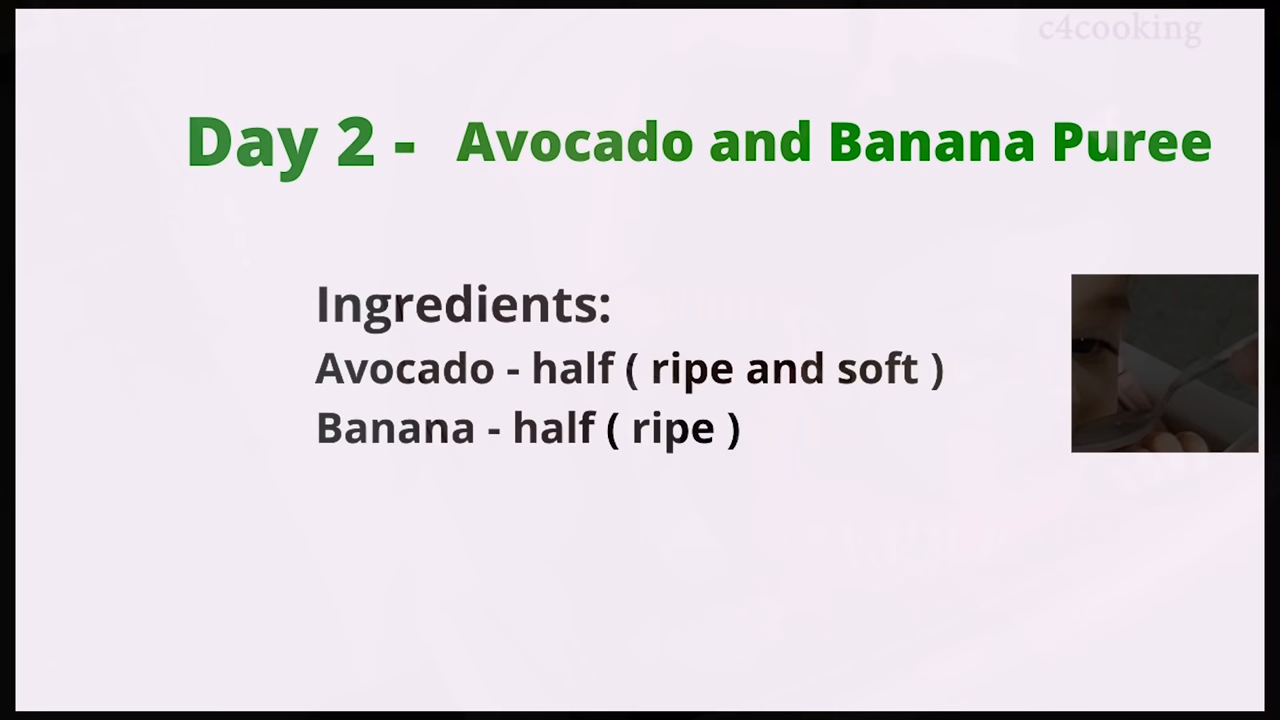 c4cooking
Day 2 - Avocado and Banana Puree
Ingredients:
Avocado - half ( ripe and soft )
Banana - half ( ripe )